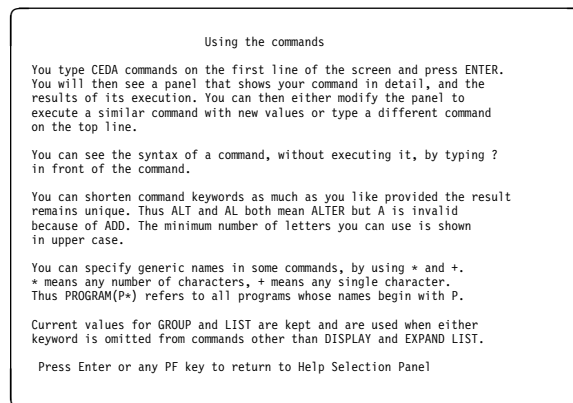 Using the commands
You type CEDA commands on the first line of the screen and press ENTER.
You will then see a panel that shows your command in detail, and the
results of its execution. You can then either modify the panel to
execute a similar command with new values or type a different command
on the top line.
You can see the syntax of a command, without executing it, by typing ?
in front of the command.
You can shorten command keywords as much as you like provided the result
remains unique. Thus ALT and AL both mean ALTER but A is invalid
because of ADD. The minimum number of letters you can use is shown
in upper case.
You can specify generic names in some commands, by using * and +.
* means any number of characters, + means any single character.
Thus PROGRAM(P*) refers to all programs whose names begin with P.
Current values for GROUP and LIST are kept and are used when either
keyword is omitted from commands other than DISPLAY and EXPAND LIST.
Press Enter or any PF key to return to Help Selection Panel